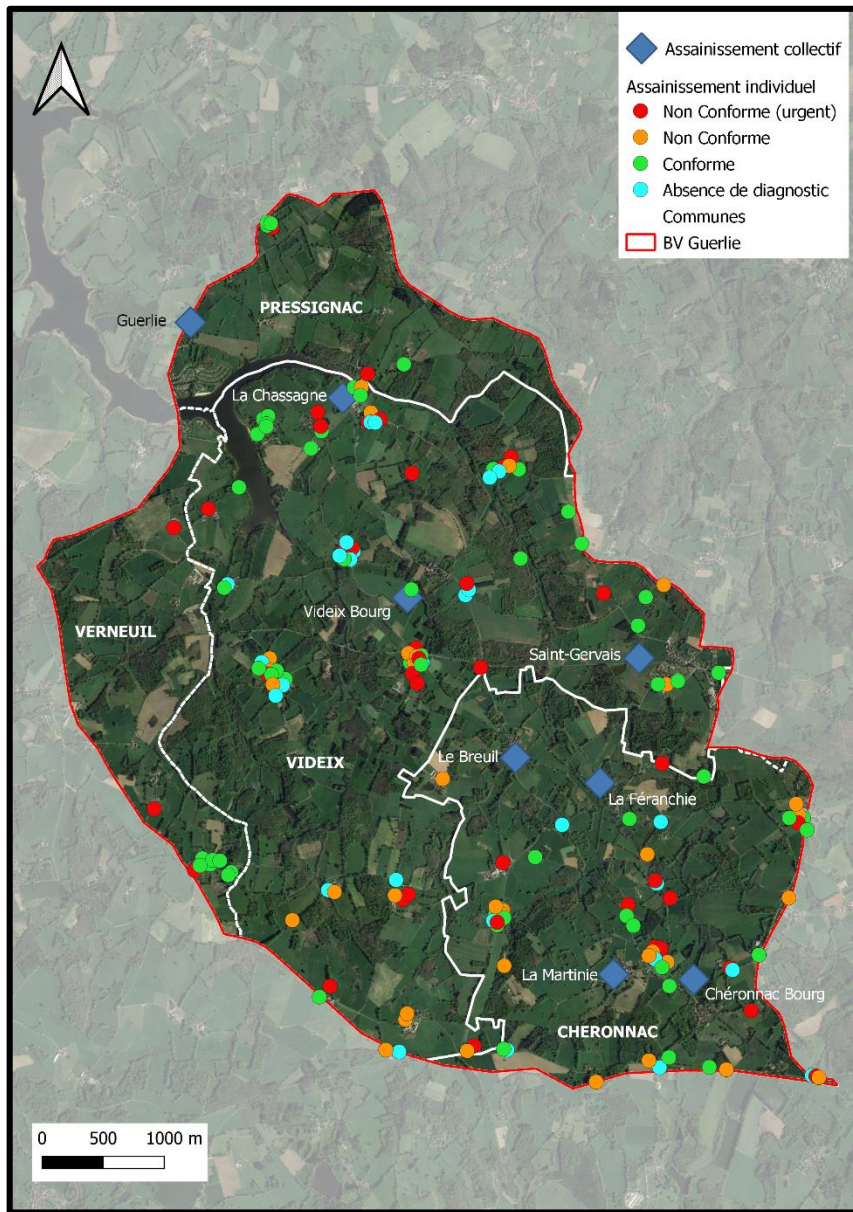 Assainissement collectif
Assainissement individuel
Non Conforme (urgent)
Non Conforme
Conforme
Absence de diagnostic
Communes
BV Guerlie
PRESSIGNAC
Guerlie
La Chassagne
Videix Bourg
VERNEUIL
Saint-Gervais
VIDEIX
Le Breuil
La Féranchie
La Martinie
Chéronnac Bourg
CHERONNAC
0 500 1000 m